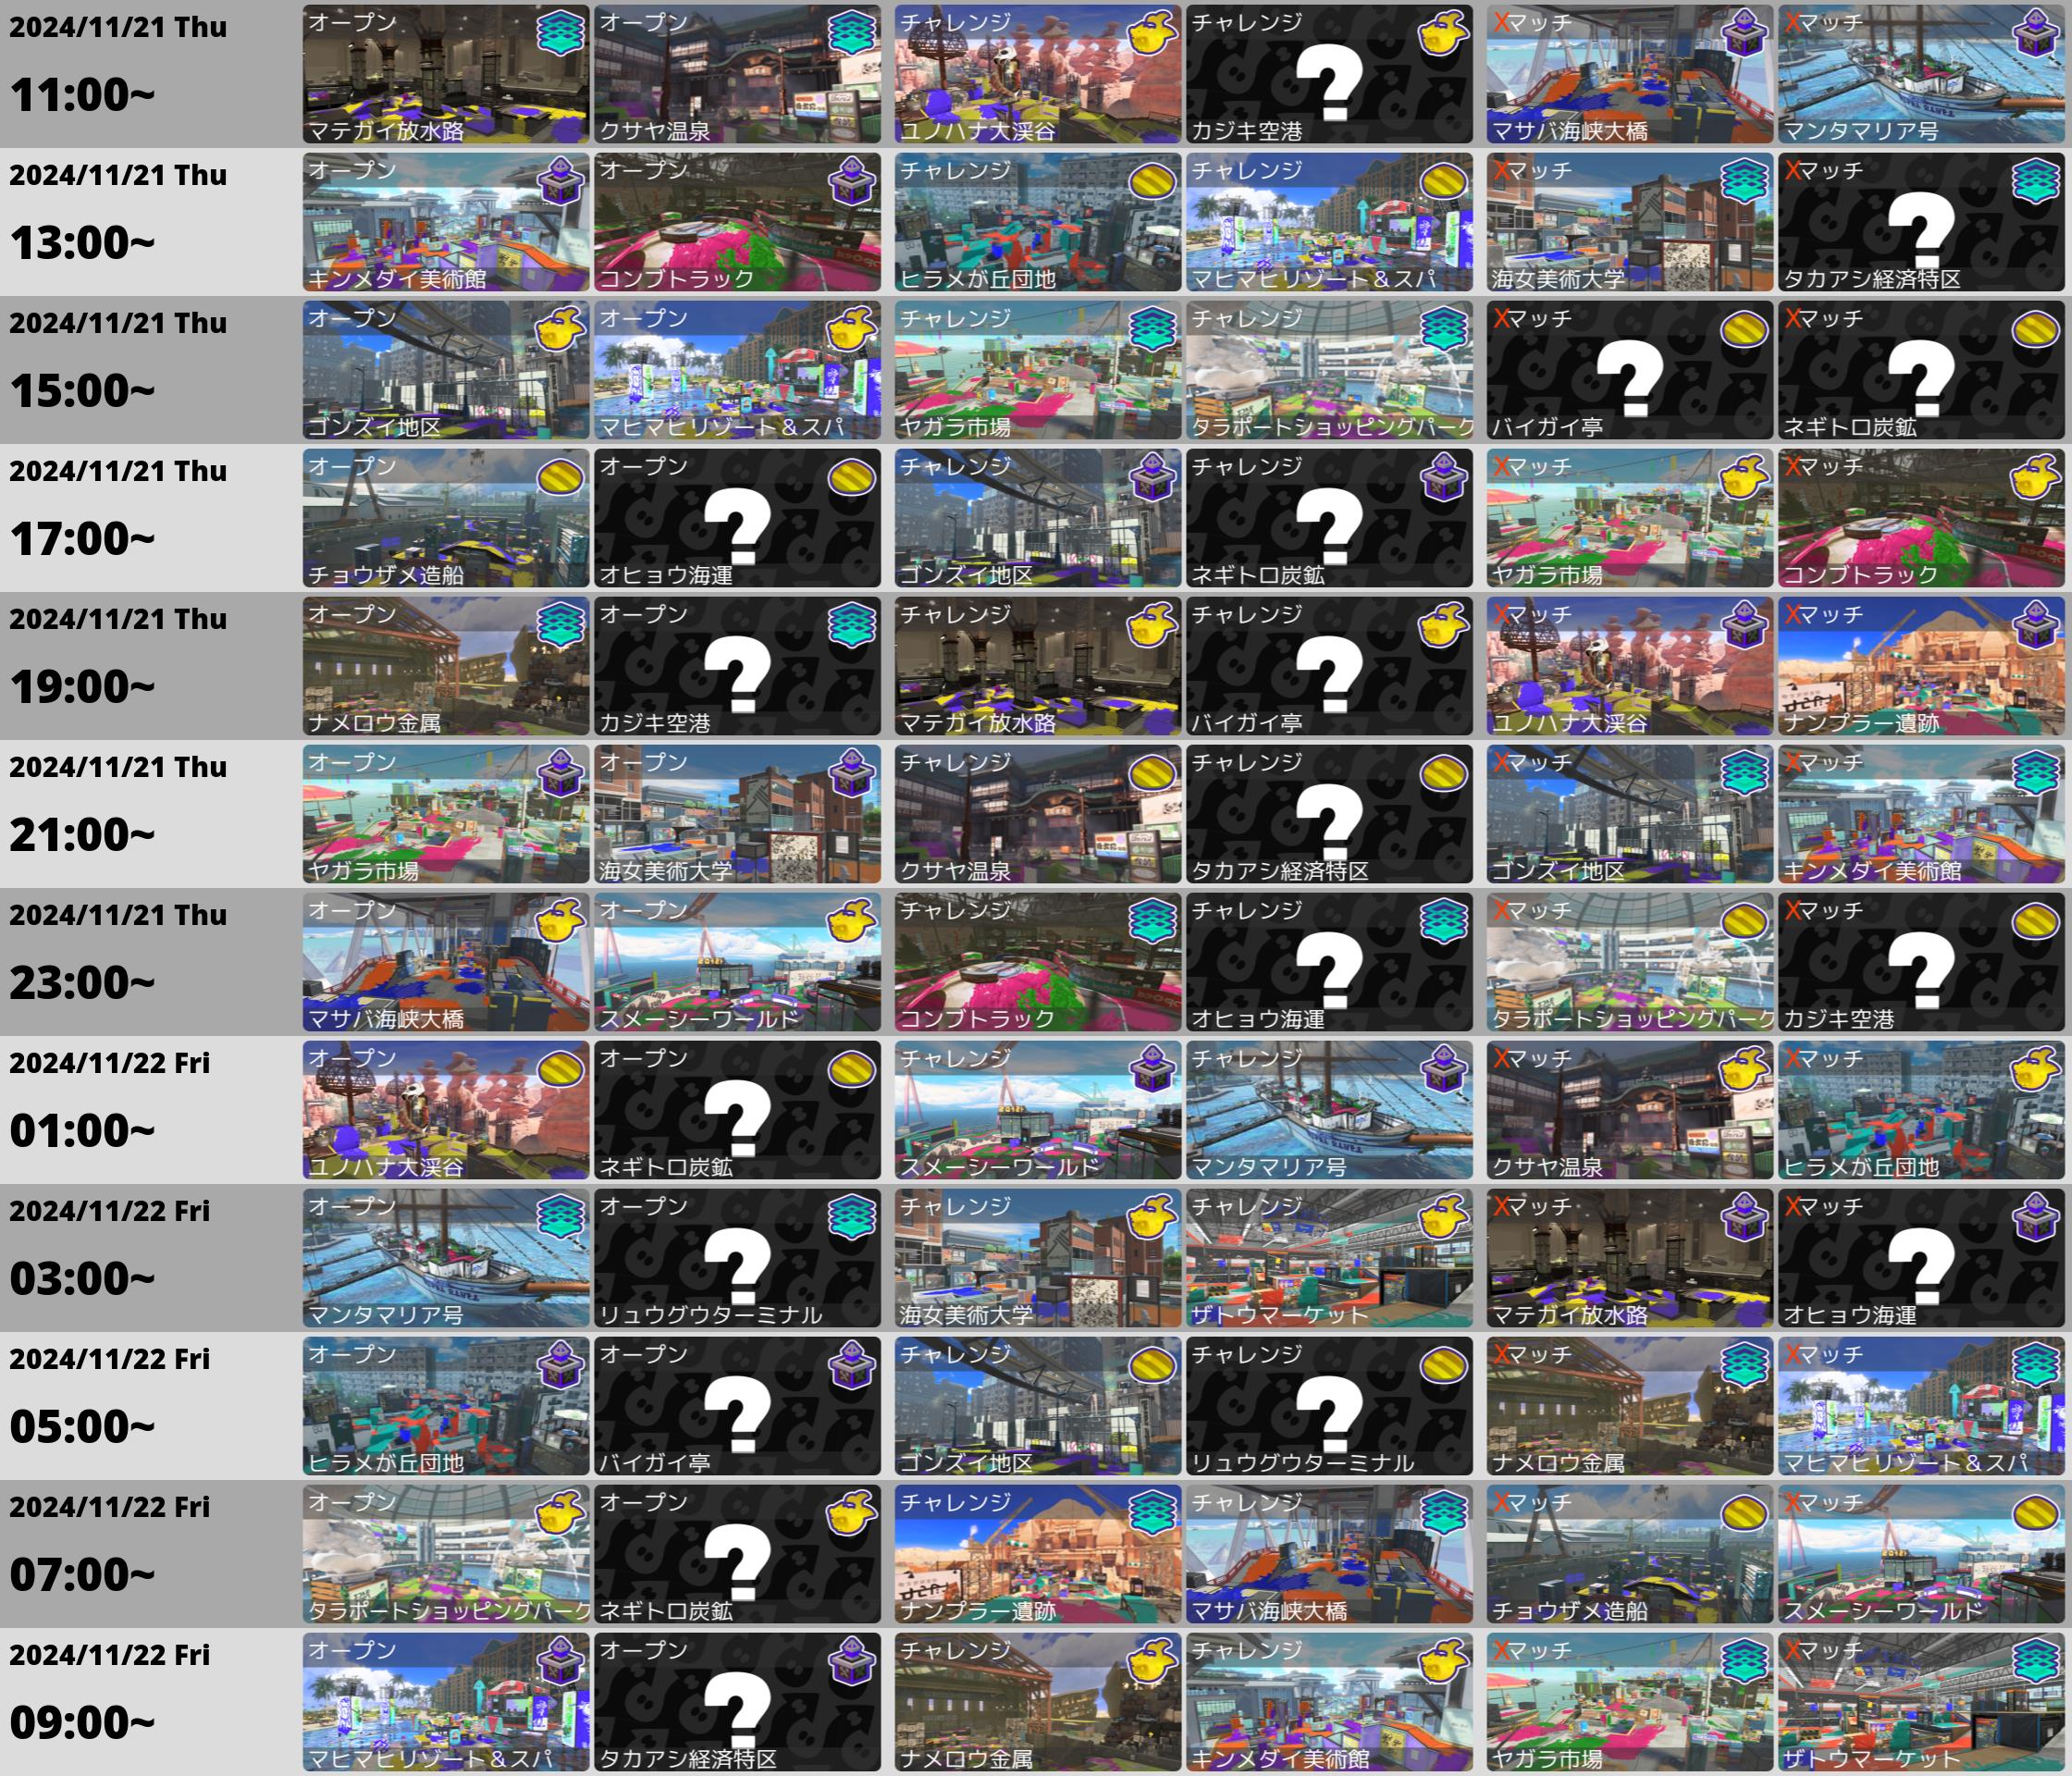 2024/11/21 Thu
11:00~
オープン
マテガイ放水路
オープン
クサヤ温泉
チャレンジ
ユノハナ大渓谷
チャレンジ
カジキ空港
Xマッチ
マサバ海峡大橋
Xマッチ
マンタマリア号
2024/11/21 Thu
13:00~
オープン
キンメダイ美術館
オープン
コンブトラック
チャレンジ
ヒラメが丘団地
チャレンジ
マヒマヒリゾート&スパ
Xマッチ
海女美術大学
Xマッチ
タカアシ経済特区
2024/11/21 Thu
15:00~
オープン
ゴンズイ地区
オープン
マヒマヒリゾート&スパ
チャレンジ
ヤガラ市場
チャレンジ
タラポートショッピングパーク
Xマッチ
バイガイ亭
Xマッチ
ネギトロ炭鉱
2024/11/21 Thu
17:00~
オープン
チョウザメ造船
オープン
オヒョウ海運
チャレンジ
ゴンズイ地区
チャレンジ
ネギトロ炭鉱
Xマッチ
ヤガラ市場
Xマッチ
コンブトラック
2024/11/21 Thu
19:00~
オープン
ナメロウ金属
オープン
カジキ空港
チャレンジ
マテガイ放水路
チャレンジ
バイガイ亭
Xマッチ
ユノハナ大渓谷
Xマッチ
ナンプラー遺跡
2024/11/21 Thu
21:00~
オープン
ヤガラ市場
オープン
海女美術大学
チャレンジ
クサヤ温泉
チャレンジ
タカアシ経済特区
Xマッチ
ゴンズイ地区
Xマッチ
キンメダイ美術館
2024/11/21 Thu
23:00~
オープン
マサバ海峡大橋
オープン
スメーシーワールド
チャレンジ
コンブトラック
チャレンジ
オヒョウ海運
Xマッチ
タラポートショッピングパーク
Xマッチ
カジキ空港
2024/11/22 Fri
01:00~
オープン
ユノハナ大渓谷
オープン
ネギトロ炭鉱
チャレンジ
スメーシーワールド
チャレンジ
マンタマリア号
Xマッチ
クサヤ温泉
Xマッチ
ヒラメが丘団地
2024/11/22 Fri
03:00~
オープン
マンタマリア号
オープン
リュウグウターミナル
チャレンジ
海女美術大学
チャレンジ
ザトウマーケット
Xマッチ
マテガイ放水路
Xマッチ
オヒョウ海運
2024/11/22 Fri
05:00~
オープン
ヒラメが丘団地
オープン
バイガイ亭
チャレンジ
ゴンズイ地区
チャレンジ
リュウグウターミナル
Xマッチ
ナメロウ金属
Xマッチ
マヒマヒリゾート&スパ
2024/11/22 Fri
07:00~
オープン
タラポートショッピングパーク
オープン
ネギトロ炭鉱
チャレンジ
ナンプラー遺跡
チャレンジ
マサバ海峡大橋
Xマッチ
チョウザメ造船
Xマッチ
スメーシーワールド
2024/11/22 Fri
09:00~
オープン
マヒマヒリゾート&スパ
オープン
タカアシ経済特区
チャレンジ
ナメロウ金属
チャレンジ
キンメダイ美術館
Xマッチ
ヤガラ市場
Xマッチ
ザトウマーケット